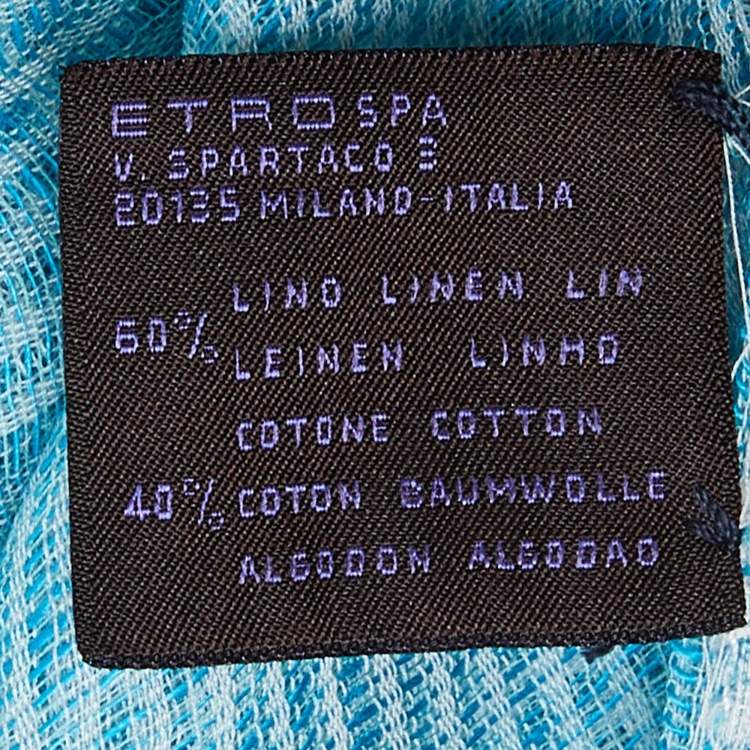 ETRO SPA
V. SPARTACO 3
20135 MILANO-ITALIA
LINO LINEN LIN
60% LEINEN LINHO
COTONE COTTON
40% COTON BAUMWOLLE
ALGODON ALGODAO